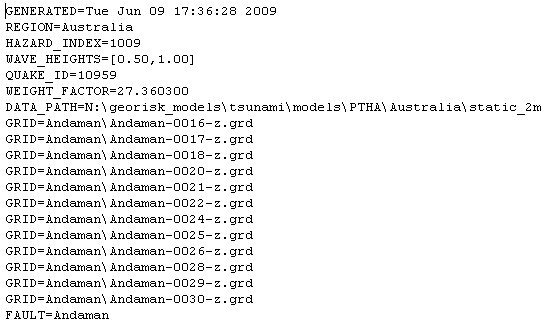 GENERATED=Tue Jun 09 17:36:28 2009
REGION=Australia
HAZARD_INDEX=1009
WAVE_HEIGHTS=[0.50,1.00]
QUAKE_ID=10959
WEIGHT_FACTOR=27.360300
DATA_PATH=N:\georisk_models\tsunami\models\PTHA\Australia\static_2m
GRID=Andaman\Andaman-0016-z.grd
GRID=Andaman\Andaman-0017-z.grd
GRID=Andaman\Andaman-0018-z.grd
GRID=Andaman\Andaman-0020-z.grd
GRID=Andaman\Andaman-0021-z.grd
GRID=Andaman\Andaman-0022-z.grd
GRID=Andaman\Andaman-0024-z.grd
GRID=Andaman\Andaman-0025-z.grd
GRID=Andaman\Andaman-0026-z.grd
GRID=Andaman\Andaman-0028-z.grd
GRID=Andaman\Andaman-0029-z.grd
GRID=Andaman\Andaman-0030-z.grd
FAULT=Andaman